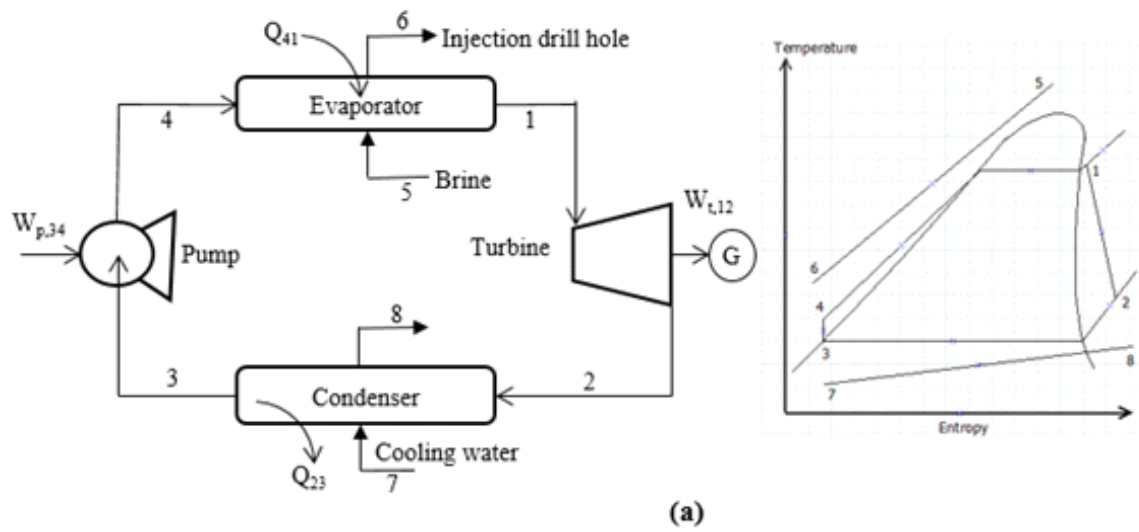 Q41
6
Injection drill hole
Evaporator
4
1
5
Brine
Wp,34
Pump
Turbine
Wt,12
G
8
3
2
Condenser
Q23
Cooling water
7
Temperature
5
1
6
4
3
2
8
7
Entropy
(a)